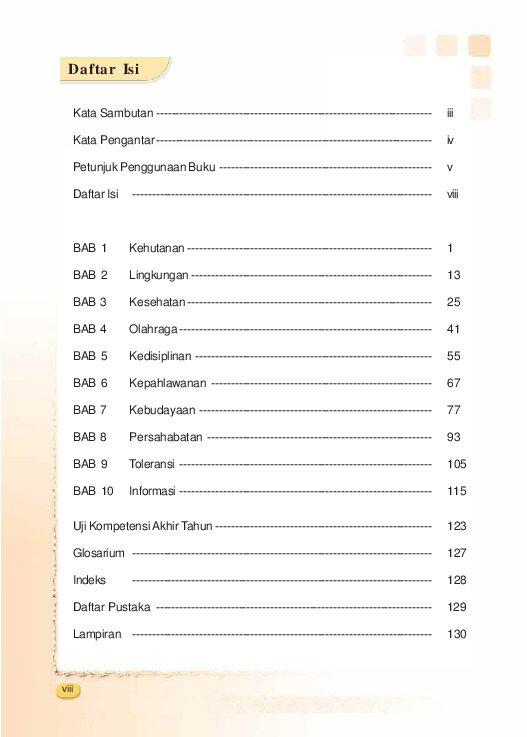 Daftar Isi
Kata Sambutan ---------------------------------------------------------------------- iii
Kata Pengantar ---------------------------------------------------------------------- iv
Petunjuk Penggunaan Buku ------------------------------------------------------ v
Daftar Isi ---------------------------------------------------------------------------- viii
BAB 1 Kehutanan -------------------------------------------------------------- 1
BAB 2 Lingkungan ------------------------------------------------------------- 13
BAB 3 Kesehatan -------------------------------------------------------------- 25
BAB 4 Olahraga ---------------------------------------------------------------- 41
BAB 5 Kedisiplinan ------------------------------------------------------------ 55
BAB 6 Kepahlawanan -------------------------------------------------------- 67
BAB 7 Kebudayaan ----------------------------------------------------------- 77
BAB 8 Persahabatan --------------------------------------------------------- 93
BAB 9 Toleransi ---------------------------------------------------------------- 105
BAB 10 Informasi ---------------------------------------------------------------- 115
Uji Kompetensi Akhir Tahun ------------------------------------------------------- 123
Glosarium ---------------------------------------------------------------------------- 127
Indeks ---------------------------------------------------------------------------- 128
Daftar Pustaka ---------------------------------------------------------------------- 129
Lampiran ---------------------------------------------------------------------------- 130
viii